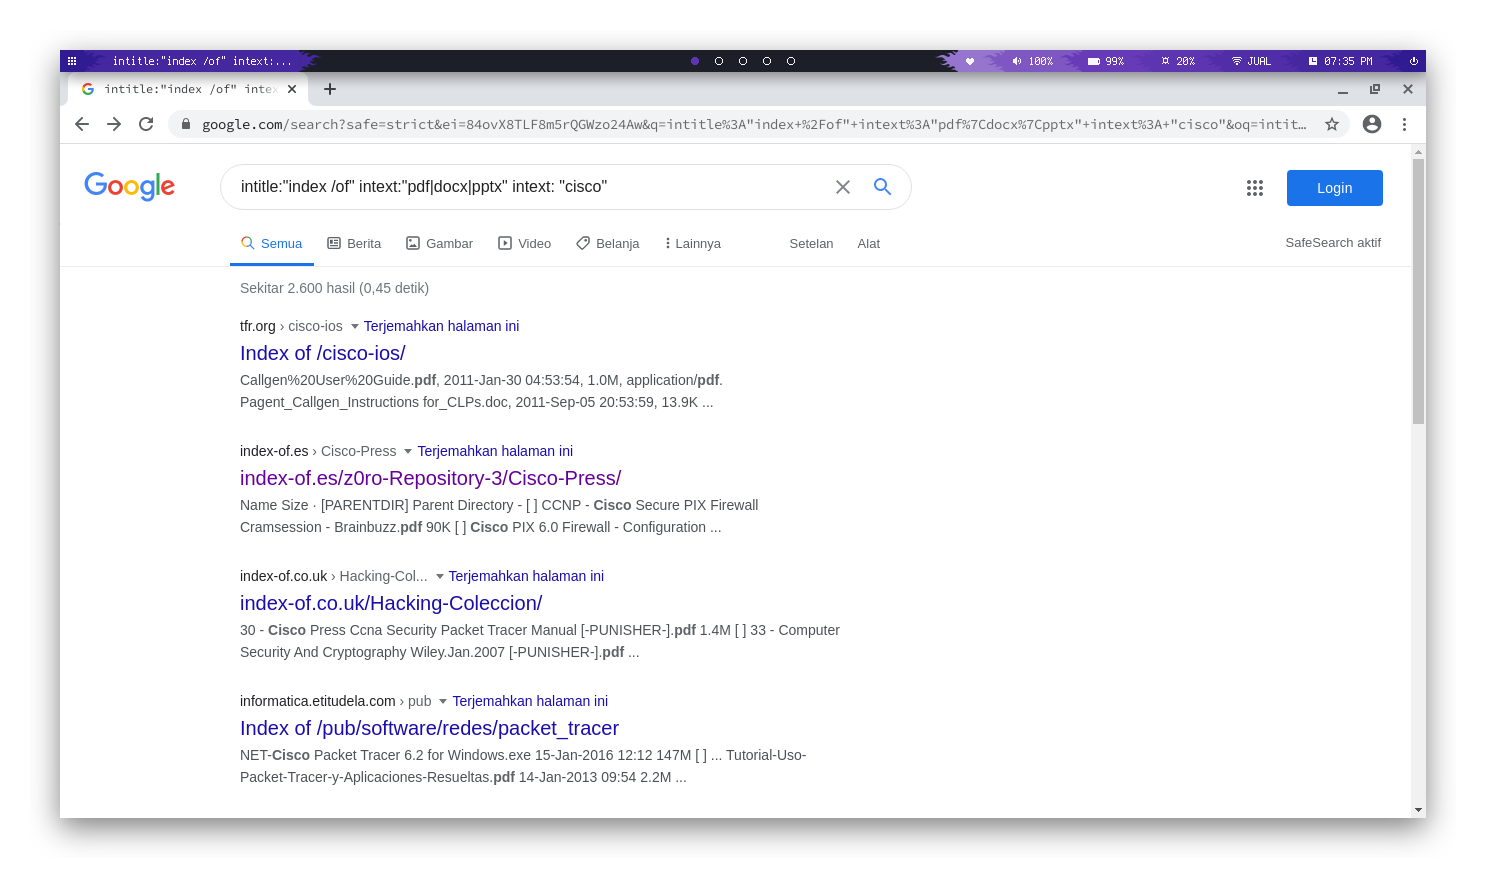 intitle:"index /of" intext:...
100%
99%
20%
JUAL
07:35 PM
intitle:"index /of" intex
google.com/search?safe=strict&ei=84ovX8TLF8m5rQGWzo24Aw&q=intitle%3A"index+%2Fof"+intext%3A"pdf%7Cdocx%7Cpptx"+intext%3A+"cisco"&oq=intit...
Google
intitle:"index /of" intext:"pdf|docx|pptx" intext: "cisco"
Login
Semua
Berita
Gambar
Video
Belanja
Lainnya
Setelan
Alat
SafeSearch aktif
Sekitar 2.600 hasil (0,45 detik)
tfr.org › cisco-ios Terjemahkan halaman ini
Index of /cisco-ios/
Callgen%20User%20Guide.pdf, 2011-Jan-30 04:53:54, 1.0M, application/pdf.
Pagent_Callgen_Instructions for_CLPs.doc, 2011-Sep-05 20:53:59, 13.9K ...
index-of.es › Cisco-Press Terjemahkan halaman ini
index-of.es/z0ro-Repository-3/Cisco-Press/
Name Size · [PARENTDIR] Parent Directory - [ ] CCNP - Cisco Secure PIX Firewall
Cramsession - Brainbuzz.pdf 90K [ ] Cisco PIX 6.0 Firewall - Configuration ...
index-of.co.uk › Hacking-Col... Terjemahkan halaman ini
index-of.co.uk/Hacking-Coleccion/
30 - Cisco Press Ccna Security Packet Tracer Manual [-PUNISHER-].pdf 1.4M [ ] 33 - Computer
Security And Cryptography Wiley.Jan.2007 [-PUNISHER-].pdf ...
informatica.etitudela.com › pub Terjemahkan halaman ini
Index of /pub/software/redes/packet_tracer
NET-Cisco Packet Tracer 6.2 for Windows.exe 15-Jan-2016 12:12 147M [ ] ... Tutorial-Uso-
Packet-Tracer-y-Aplicaciones-Resueltas.pdf 14-Jan-2013 09:54 2.2M ...